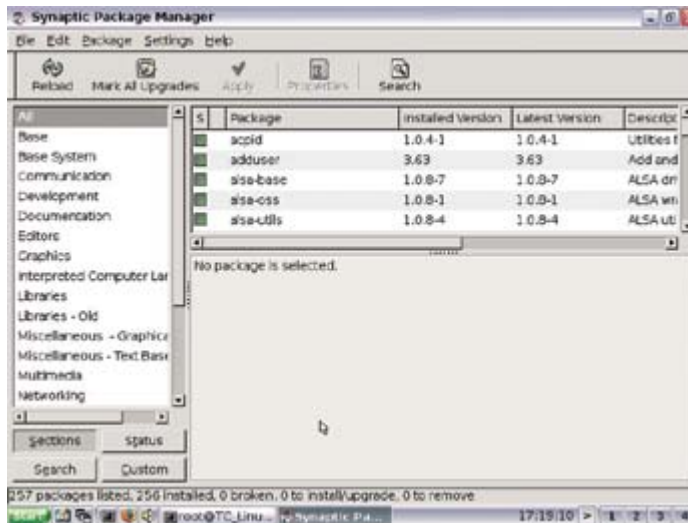 Synaptic Package Manager
File Edit Package Settings Help
Reload Mark All Upgrades Apply Properties Search
All
Base
Base System
Communication
Development
Documentation
Editors
Graphics
Interpreted Computer Lar
Libraries
Libraries - Old
Miscellaneous - Graphica
Miscellaneous - Text Base
Multimedia
Networking
S Package Installed Version Latest Version Descript
acpid 1.0.4-1 1.0.4-1 Utilities f
adduser 3.63 3.63 Add and
alsa-base 1.0.8-7 1.0.8-7 ALSA dri
alsa-oss 1.0.8-1 1.0.8-1 ALSA wra
alsa-utils 1.0.8-4 1.0.8-4 ALSA uti
No package is selected.
Sections Status
Search Custom
257 packages listed, 256 installed, 0 broken. 0 to install/upgrade, 0 to remove
START root@TC_Linu... Synaptic Pa... 17:19:10 > 1 2 3 4